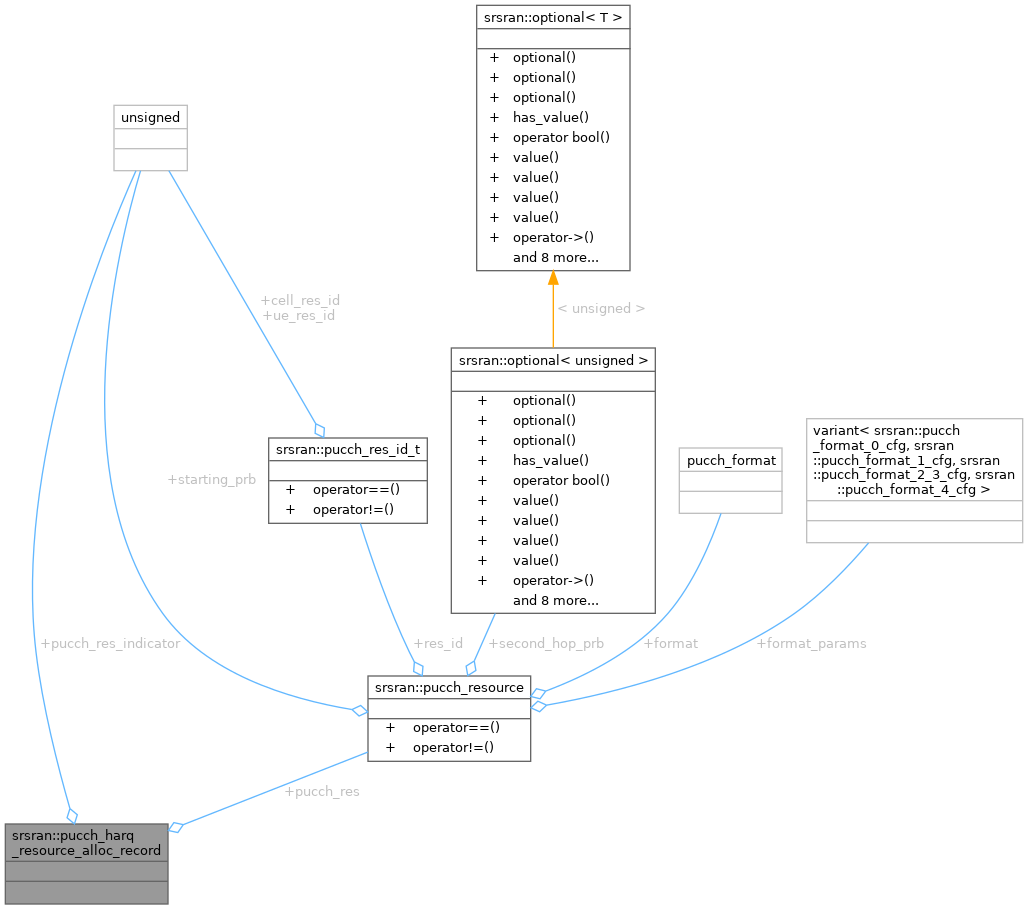 srsran::optional< T >
+ optional()
+ optional()
+ optional()
+ has_value()
+ operator bool()
+ value()
+ value()
+ value()
+ value()
+ operator->()
and 8 more...
unsigned
< unsigned >
+cell_res_id
+ue_res_id
srsran::optional< unsigned >
+ optional()
+ optional()
+ optional()
+ has_value()
+ operator bool()
+ value()
+ value()
+ value()
+ value()
+ operator->()
and 8 more...
srsran::pucch_res_id_t
+ operator==()
+ operator!=()
pucch_format
variant< srsran::pucch
_format_0_cfg, srsran
::pucch_format_1_cfg, srsran
::pucch_format_2_3_cfg, srsran
::pucch_format_4_cfg >
+starting_prb
+pucch_res_indicator
+res_id
+second_hop_prb
+format
+format_params
srsran::pucch_resource
+ operator==()
+ operator!=()
+pucch_res
srsran::pucch_harq
_resource_alloc_record